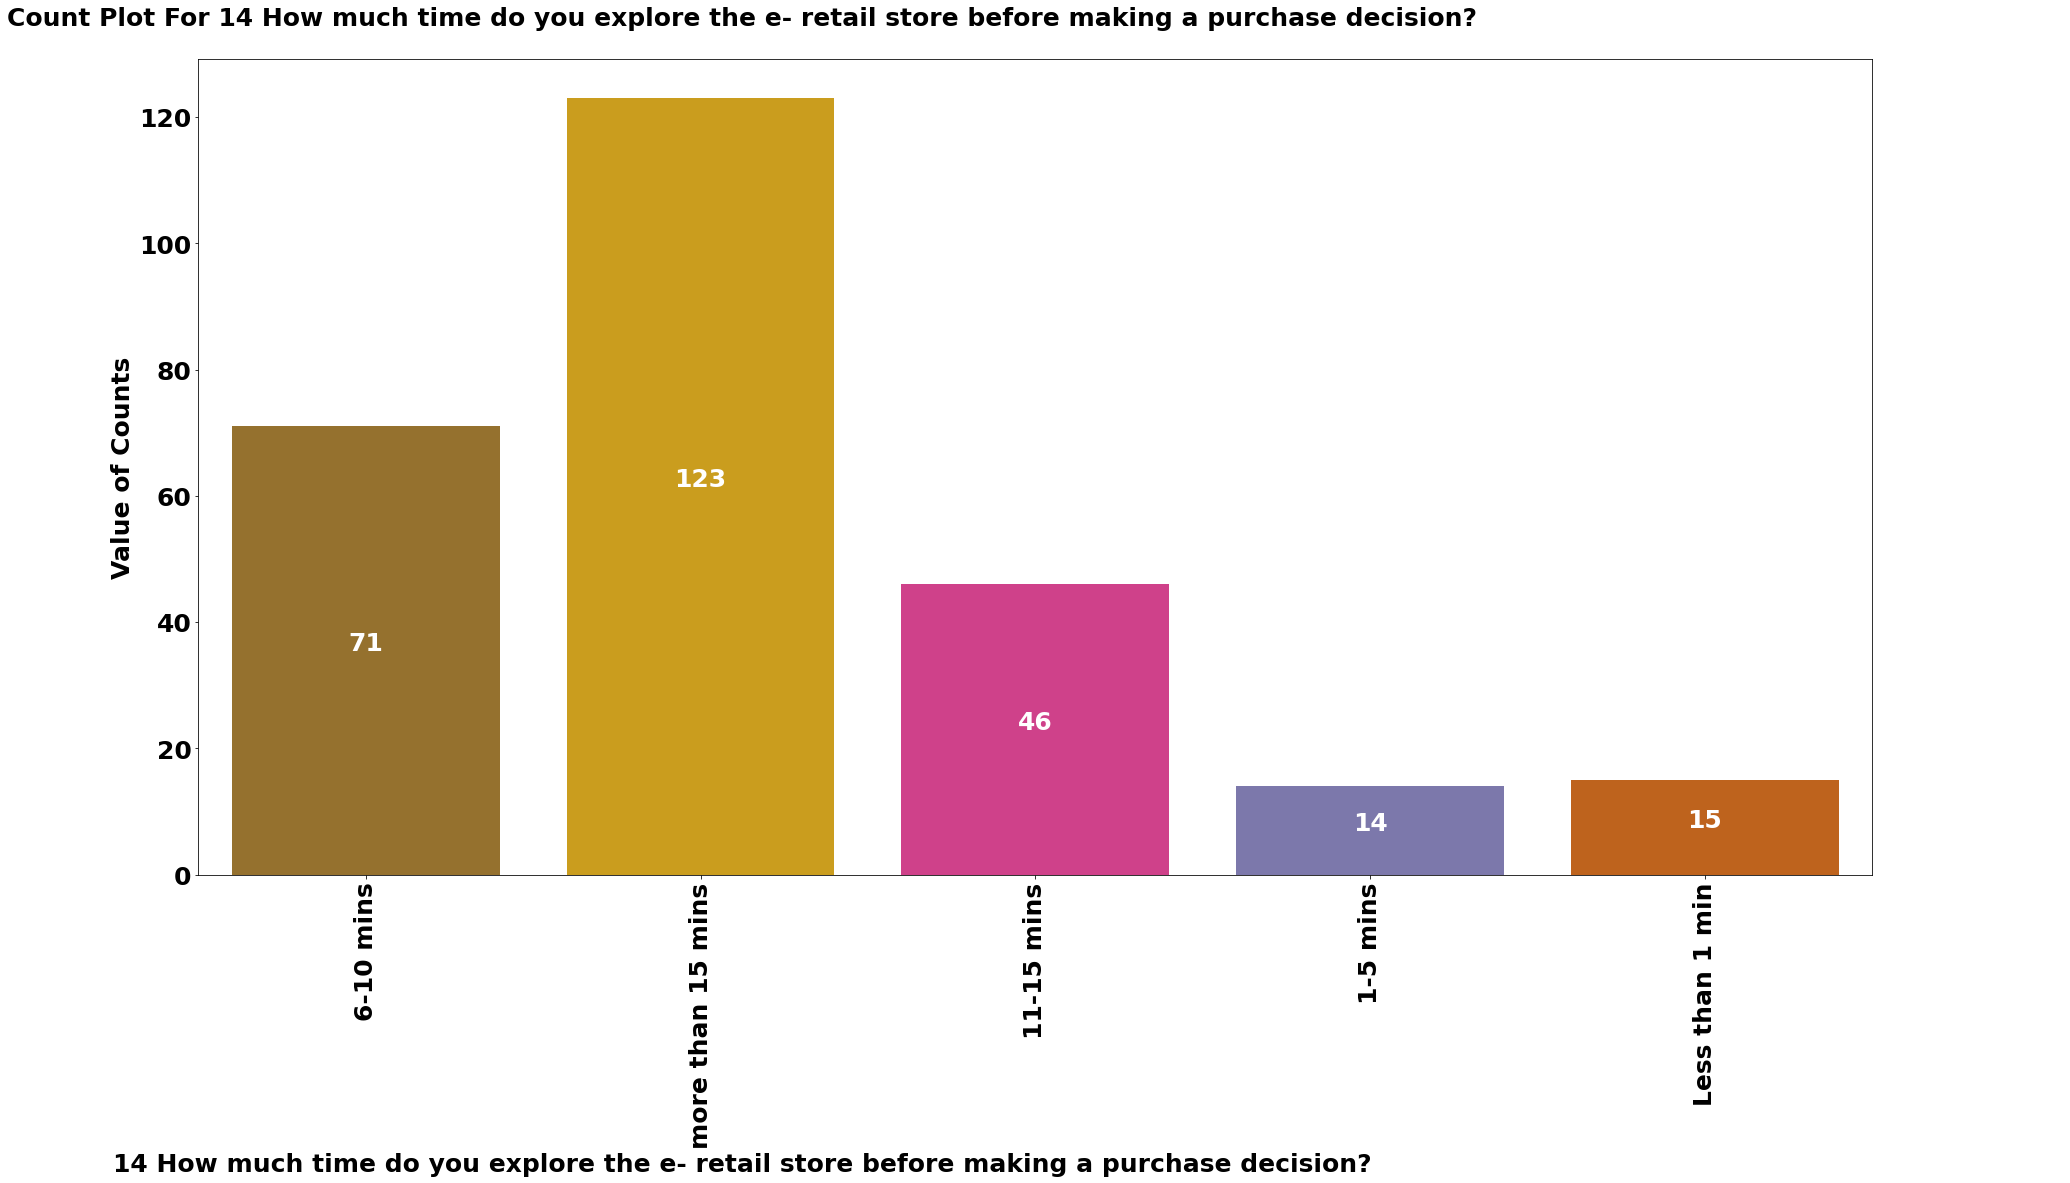 Count Plot For 14 How much time do you explore the e- retail store before making a purchase decision?
Value of Counts
120
100
80
60
40
20
0
71
123
46
14
15
6-10 mins
more than 15 mins
11-15 mins
1-5 mins
Less than 1 min
14 How much time do you explore the e- retail store before making a purchase decision?